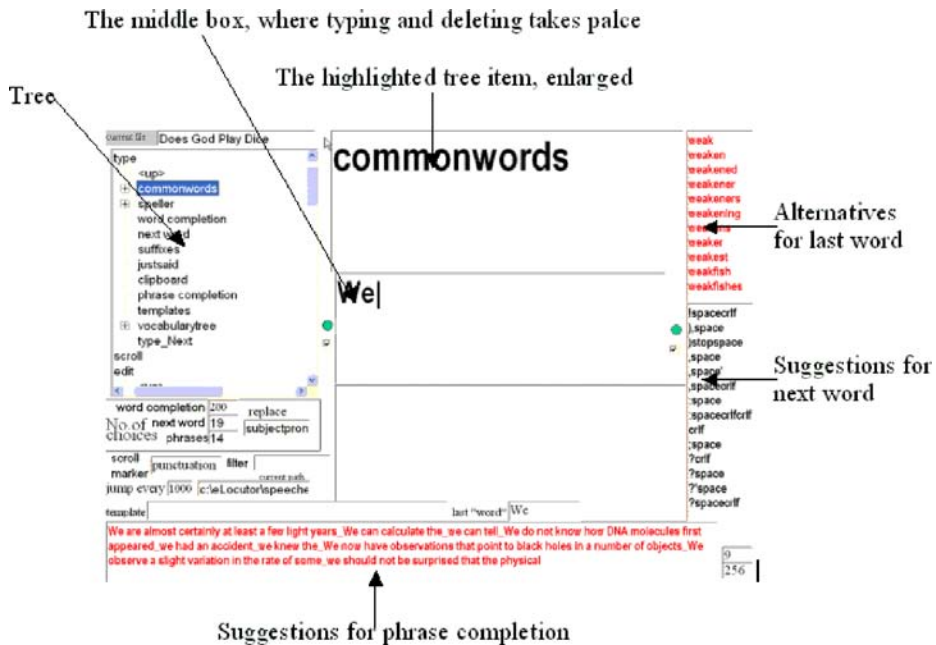 The middle box, where typing and deleting takes palce
The highlighted tree item, enlarged
Tree
current file Does God Play Dice
type
<up>
commonwords
speller
word completion
next word
suffixes
justsaid
clipboard
phrase completion
templates
vocabularytree
type_Next
scroll
edit
commonwords
We
weak
weaken
weakened
weakener
weakeners
weakening
weaker
weakest
weakfish
weakfishes
Alternatives
for last word
!spacecrlf
),space
)stopspace
,space
,space'
,spacecrlf
:space
:spacecrlfcrlf
crlf
;space
?crlf
?space
?'space
?spacecrlf
Suggestions for
next word
word completion 200 replace
No. of next word 19 subjectpron
choices phrases 14
scroll marker punctuation filter
current path
jump every 1000 c:\eLocutor\speeche
template last "word" We
We are almost certainly at least a few light years_We can calculate the_we can tell_We do not know how DNA molecules first
appeared_we had an accident_we knew the_We now have observations that point to black holes in a number of objects_We
observe a slight variation in the rate of some_we should not be surprised that the physical
9
256
Suggestions for phrase completion